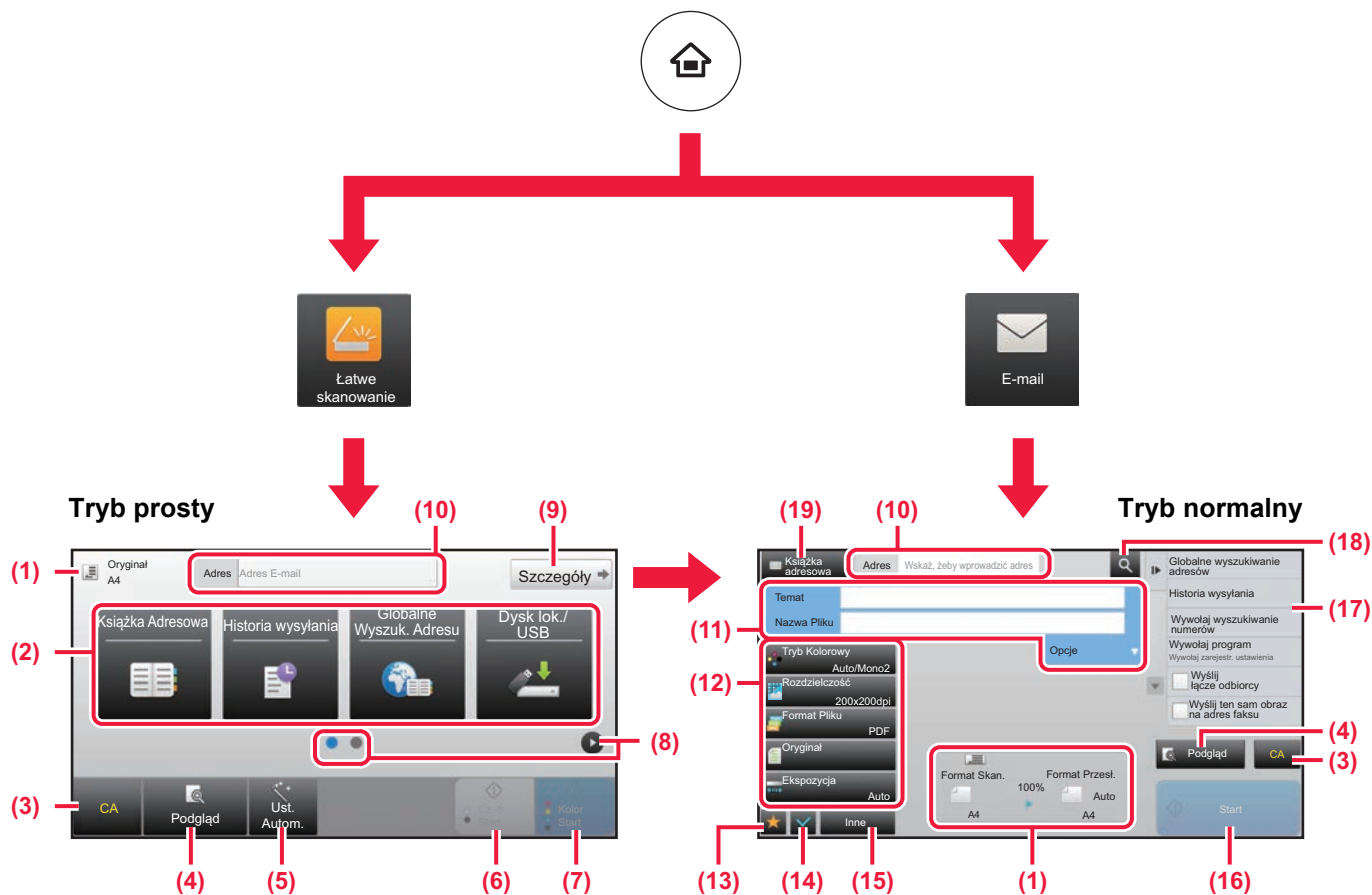 Łatwe
skanowanie
E-mail
Tryb prosty
(10)
(9)
(1)
Oryginał
A4
Adres
Adres E-mail
Szczegóły
(2)
Książka Adresowa
Historia wysyłania
Globalne
Wyszuk. Adresu
Dysk lok./
USB
(8)
(3)
CA
Podgląd
Ust.
Autom.
Kolor
Start
(4)
(5)
(6)
(7)
Tryb normalny
(19)
(10)
(18)
Książka
adresowa
Adres
Wskaż, żeby wprowadzić adres
(11)
Temat
Nazwa Pliku
Opcje
(12)
Tryb Kolorowy
Auto/Mono2
Rozdzielczość
200x200dpi
Format Pliku
PDF
Oryginał
Ekspozycja
Auto
Inne
Format Skan.
A4
100%
Format Przesł.
Auto
A4
Globalne wyszukiwanie
adresów
Historia wysyłania
(17)
Wywołaj wyszukiwanie
numerów
Wywołaj program
Wywołaj zarejestr. ustawienia
Wyślij
łącze odbiorcy
Wyślij ten sam obraz
na adres faksu
(4)
Podgląd
CA
(3)
Start
(13)
(14)
(15)
(1)
(16)